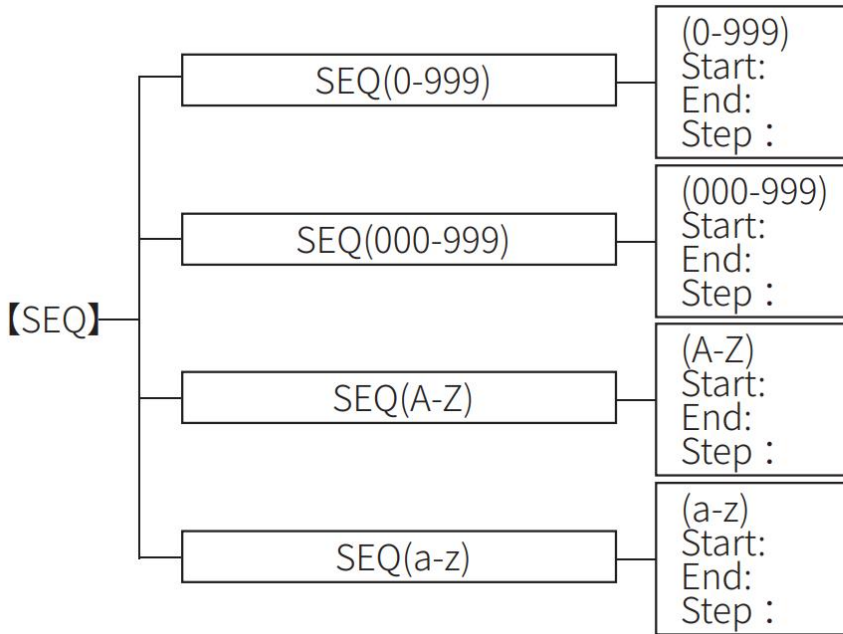 【SEQ】
SEQ(0-999)
(0-999)
Start:
End:
Step：
SEQ(000-999)
(000-999)
Start:
End:
Step：
SEQ(A-Z)
(A-Z)
Start:
End:
Step：
SEQ(a-z)
(a-z)
Start:
End:
Step：